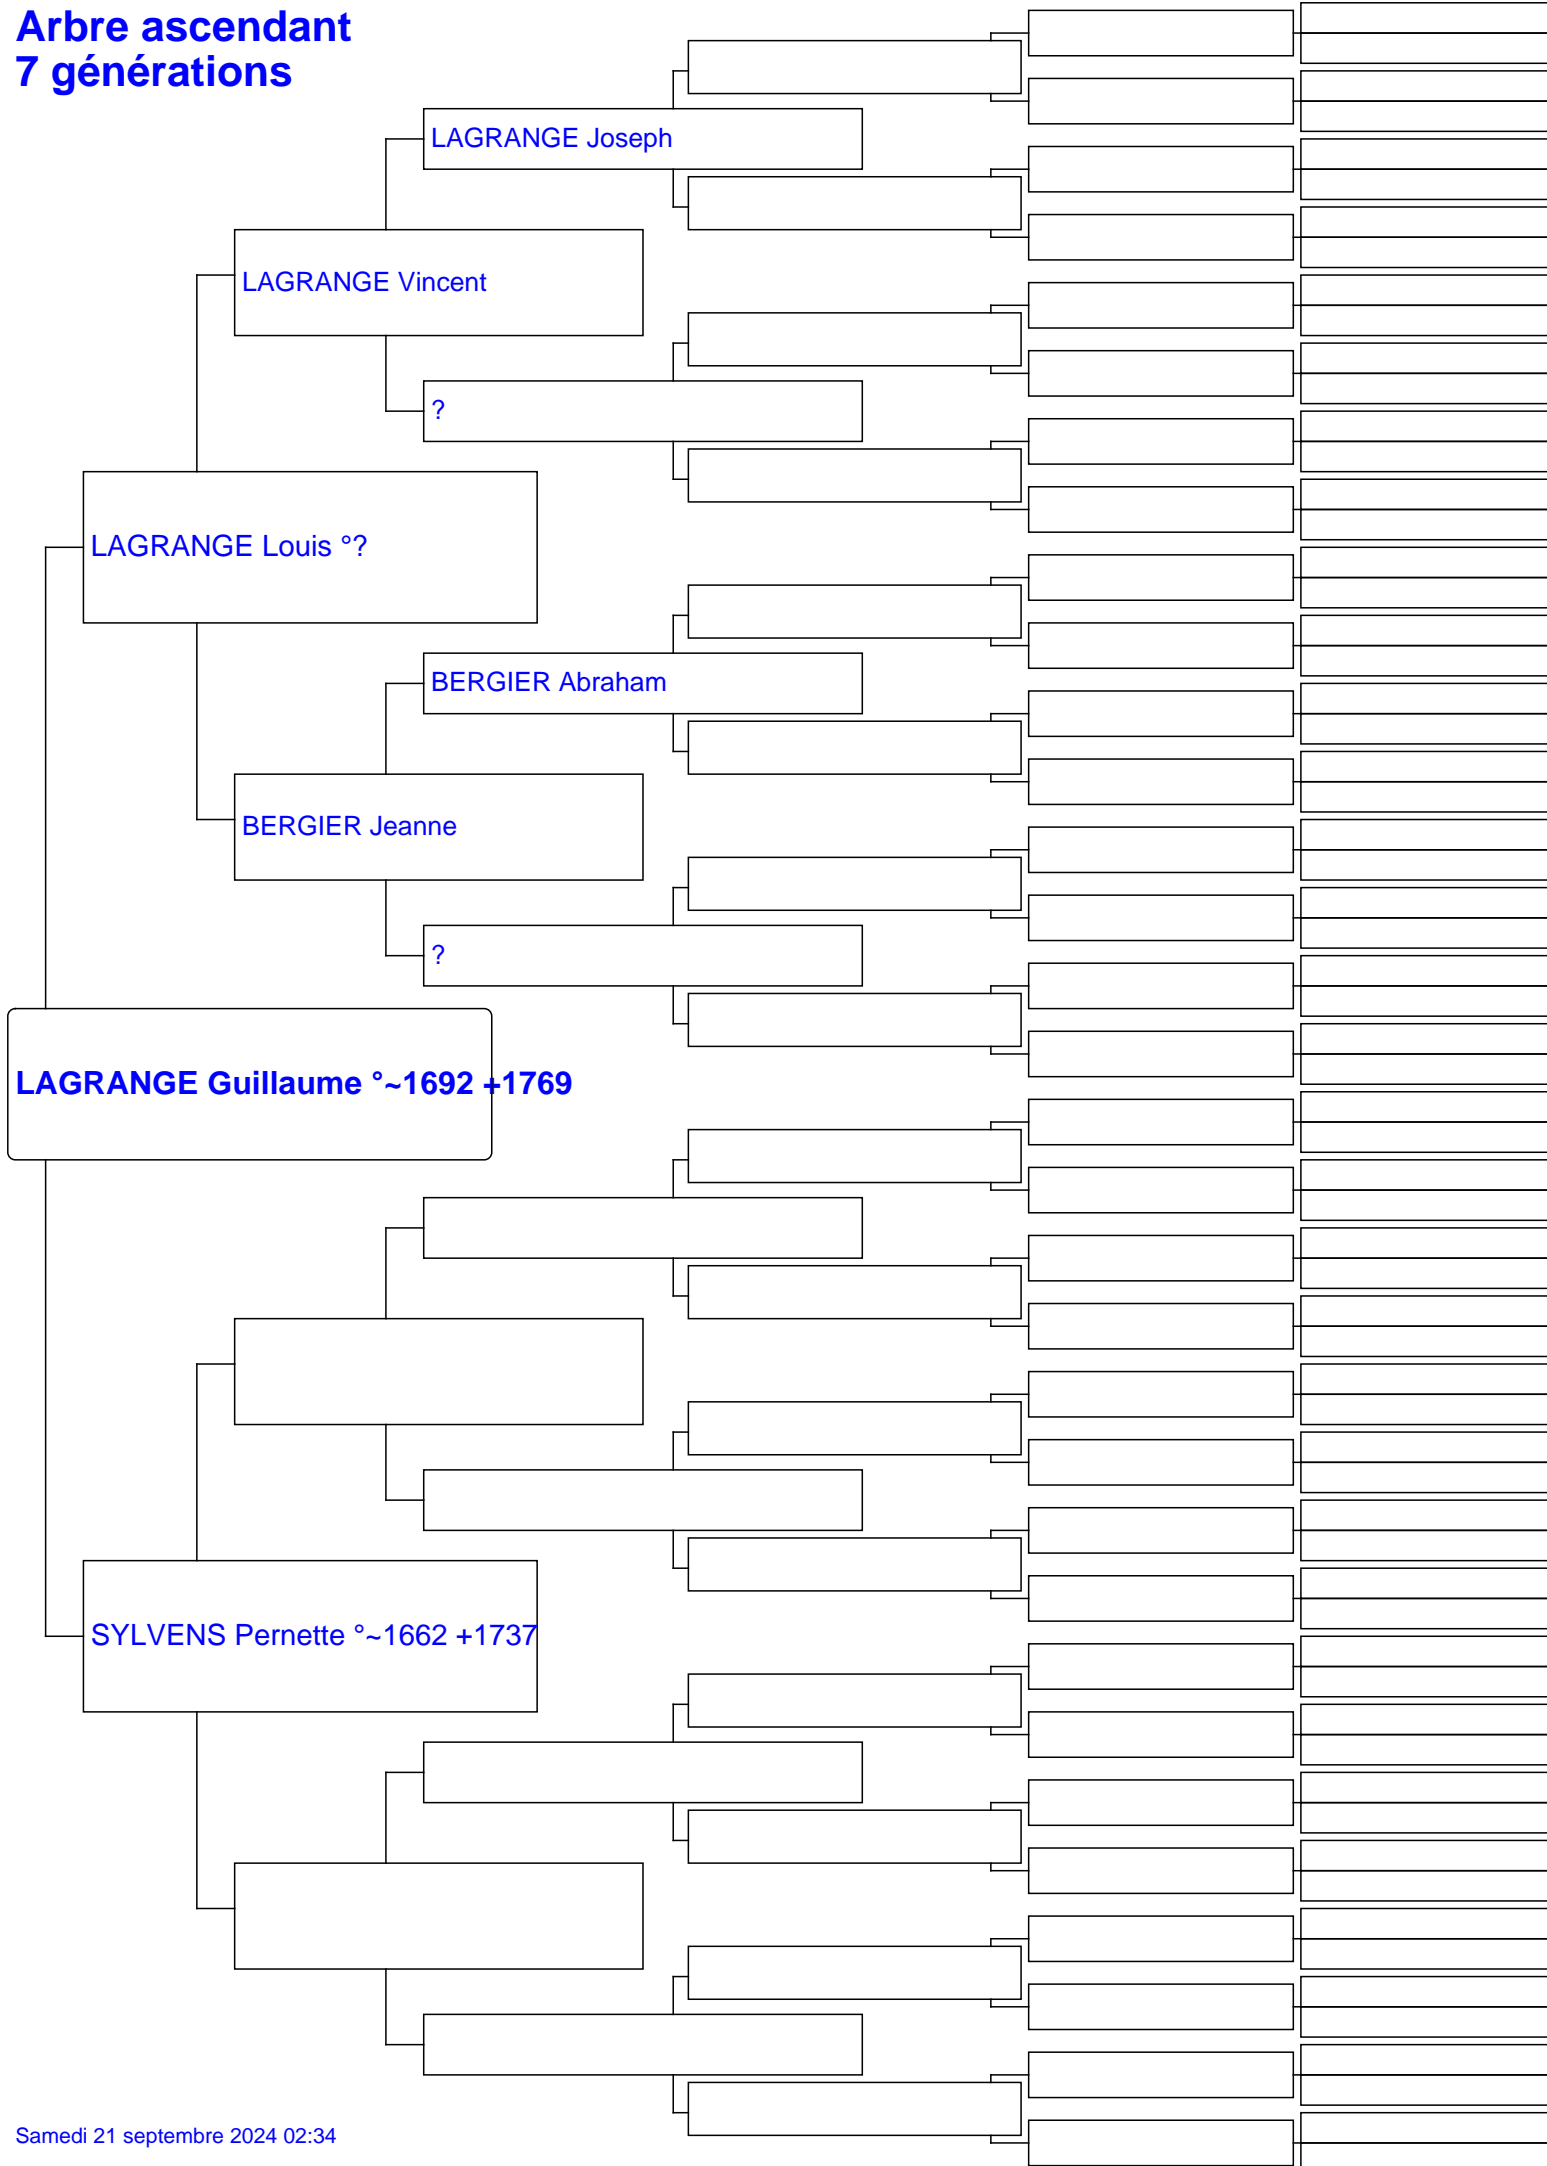 Arbre ascendant
7 générations
LAGRANGE Joseph
LAGRANGE Vincent
?
LAGRANGE Louis °?
BERGIER Abraham
BERGIER Jeanne
?
LAGRANGE Guillaume °~1692 +1769
SYLVENS Pernette °~1662 +1737
Samedi 21 septembre 2024 02:34